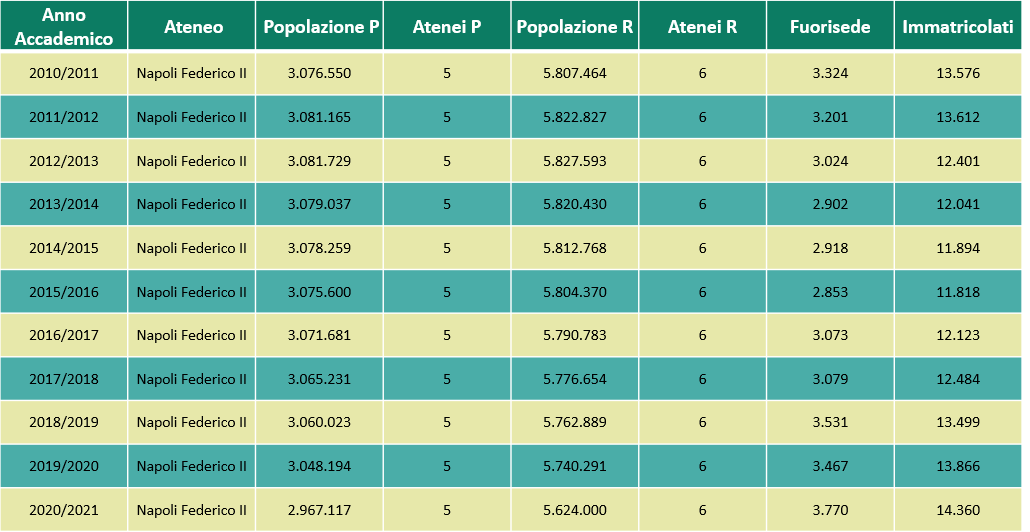 Anno Accademico Ateneo Popolazione P Atenei P Popolazione R Atenei R Fuorisede Immatricolati
2010/2011 Napoli Federico II 3.076.550 5 5.807.464 6 3.324 13.576
2011/2012 Napoli Federico II 3.081.165 5 5.822.827 6 3.201 13.612
2012/2013 Napoli Federico II 3.081.729 5 5.827.593 6 3.024 12.401
2013/2014 Napoli Federico II 3.079.037 5 5.820.430 6 2.902 12.041
2014/2015 Napoli Federico II 3.078.259 5 5.812.768 6 2.918 11.894
2015/2016 Napoli Federico II 3.075.600 5 5.804.370 6 2.853 11.818
2016/2017 Napoli Federico II 3.071.681 5 5.790.783 6 3.073 12.123
2017/2018 Napoli Federico II 3.065.231 5 5.776.654 6 3.079 12.484
2018/2019 Napoli Federico II 3.060.023 5 5.762.889 6 3.531 13.499
2019/2020 Napoli Federico II 3.048.194 5 5.740.291 6 3.467 13.866
2020/2021 Napoli Federico II 2.967.117 5 5.624.000 6 3.770 14.360